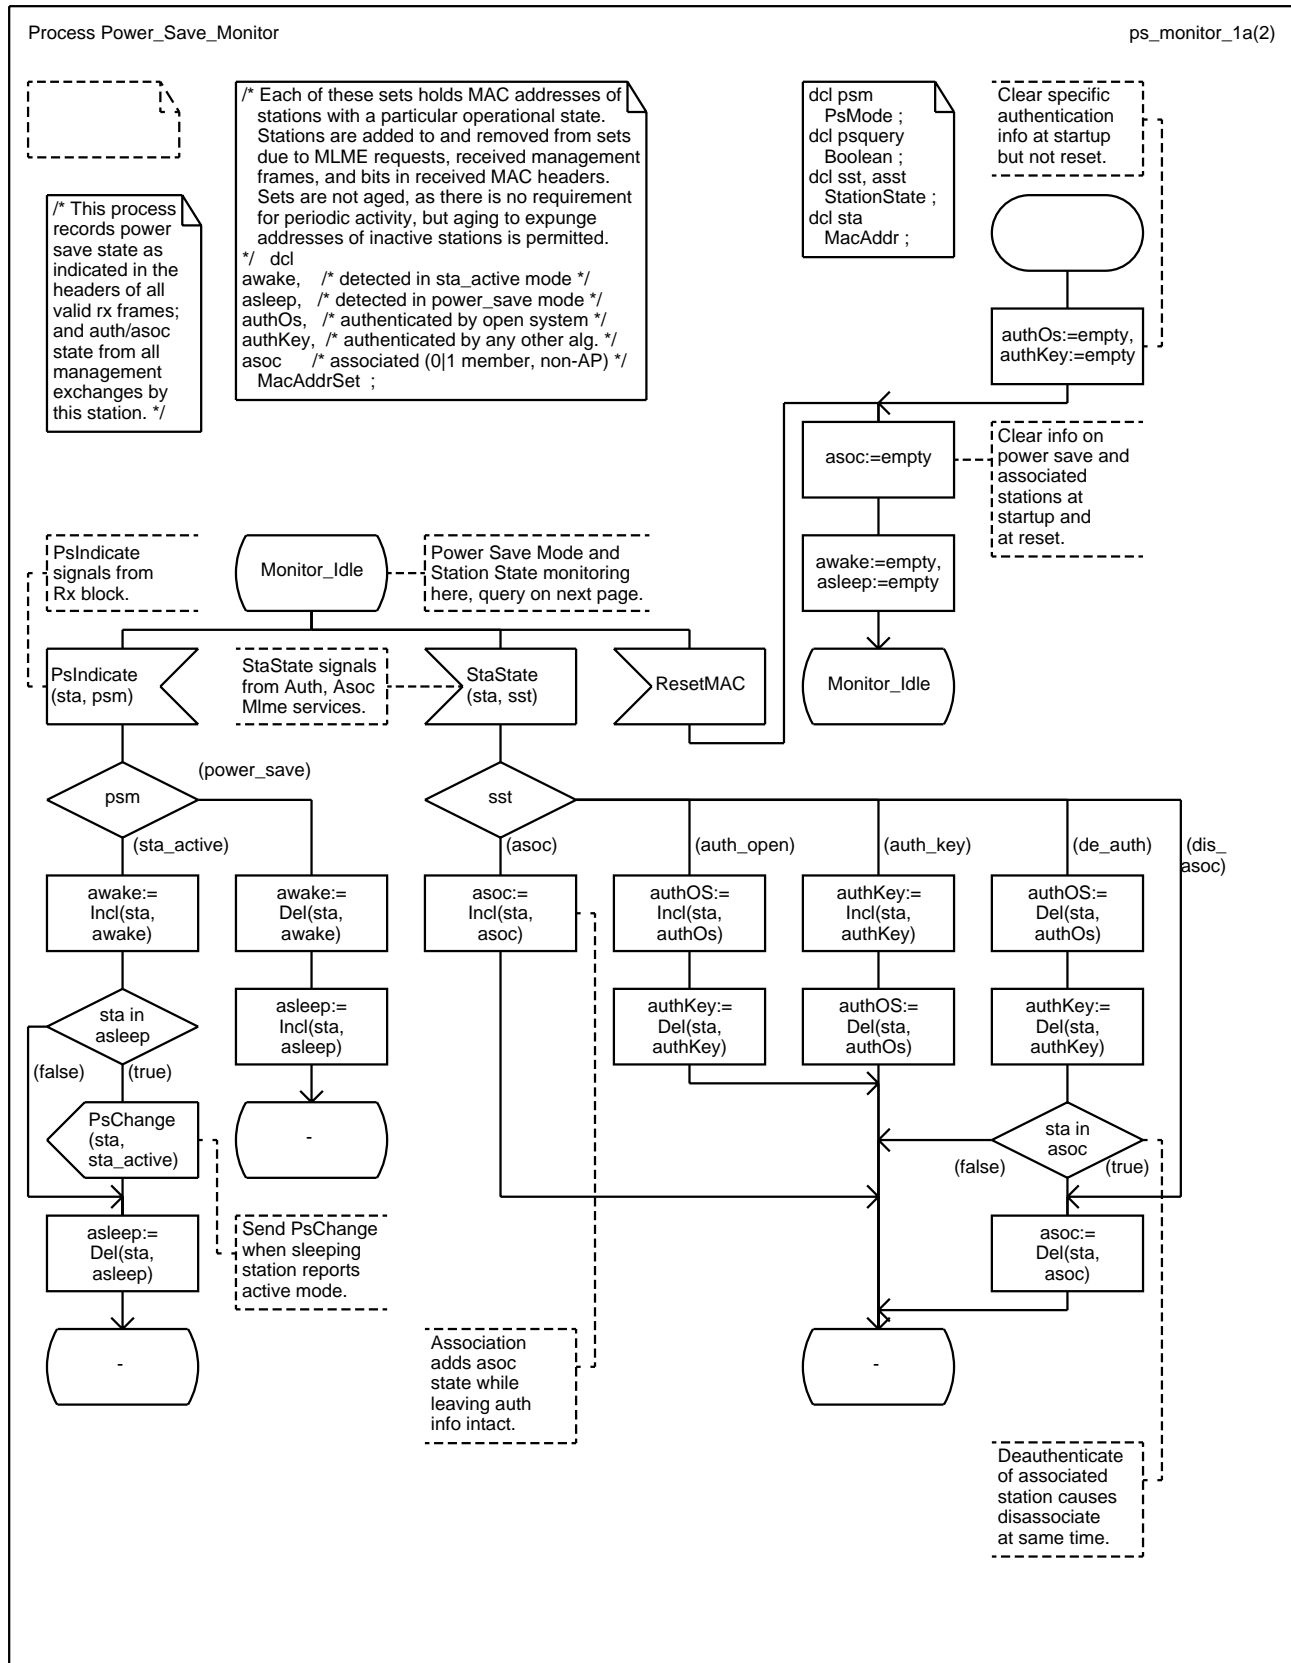 Process Power_Save_Monitor
ps_monitor_1a(2)
/* Each of these sets holds MAC addresses of
stations with a particular operational state.
Stations are added to and removed from sets
due to MLME requests, received management
frames, and bits in received MAC headers.
Sets are not aged, as there is no requirement
for periodic activity, but aging to expunge
addresses of inactive stations is permitted.
*/ dcl
awake, /* detected in sta_active mode */
asleep, /* detected in power_save mode */
authOs, /* authenticated by open system */
authKey, /* authenticated by any other alg. */
asoc /* associated (0|1 member, non-AP) */
MacAddrSet ;
dcl psm
PsMode ;
dcl psquery
Boolean ;
dcl sst, asst
StationState ;
dcl sta
MacAddr ;
Clear specific
authentication
info at startup
but not reset.
/* This process
records power
save state as
indicated in the
headers of all
valid rx frames;
and auth/asoc
state from all
management
exchanges by
this station. */
authOs:=empty,
authKey:=empty
asoc:=empty
Clear info on
power save and
associated
stations at
startup and
at reset.
awake:=empty,
asleep:=empty
Monitor_Idle
PsIndicate
signals from
Rx block.
Monitor_Idle
Power Save Mode and
Station State monitoring
here, query on next page.
PsIndicate
(sta, psm)
StaState signals
from Auth, Asoc
Mlme services.
StaState
(sta, sst)
ResetMAC
psm
(power_save)
(sta_active)
sst
(asoc)
(auth_open)
(auth_key)
(de_auth)
(dis_
asoc)
awake:=
Incl(sta,
awake)
awake:=
Del(sta,
awake)
asoc:=
Incl(sta,
asoc)
authOS:=
Incl(sta,
authOs)
authKey:=
Incl(sta,
authKey)
authOS:=
Del(sta,
authOs)
sta in
asleep
(false)
(true)
asleep:=
Incl(sta,
asleep)
authKey:=
Del(sta,
authKey)
authOS:=
Del(sta,
authOs)
authKey:=
Del(sta,
authKey)
PsChange
(sta,
sta_active)
-
sta in
asoc
(false)
(true)
asleep:=
Del(sta,
asleep)
Send PsChange
when sleeping
station reports
active mode.
asoc:=
Del(sta,
asoc)
-
Association
adds asoc
state while
leaving auth
info intact.
-
Deauthenticate
of associated
station causes
disassociate
at same time.